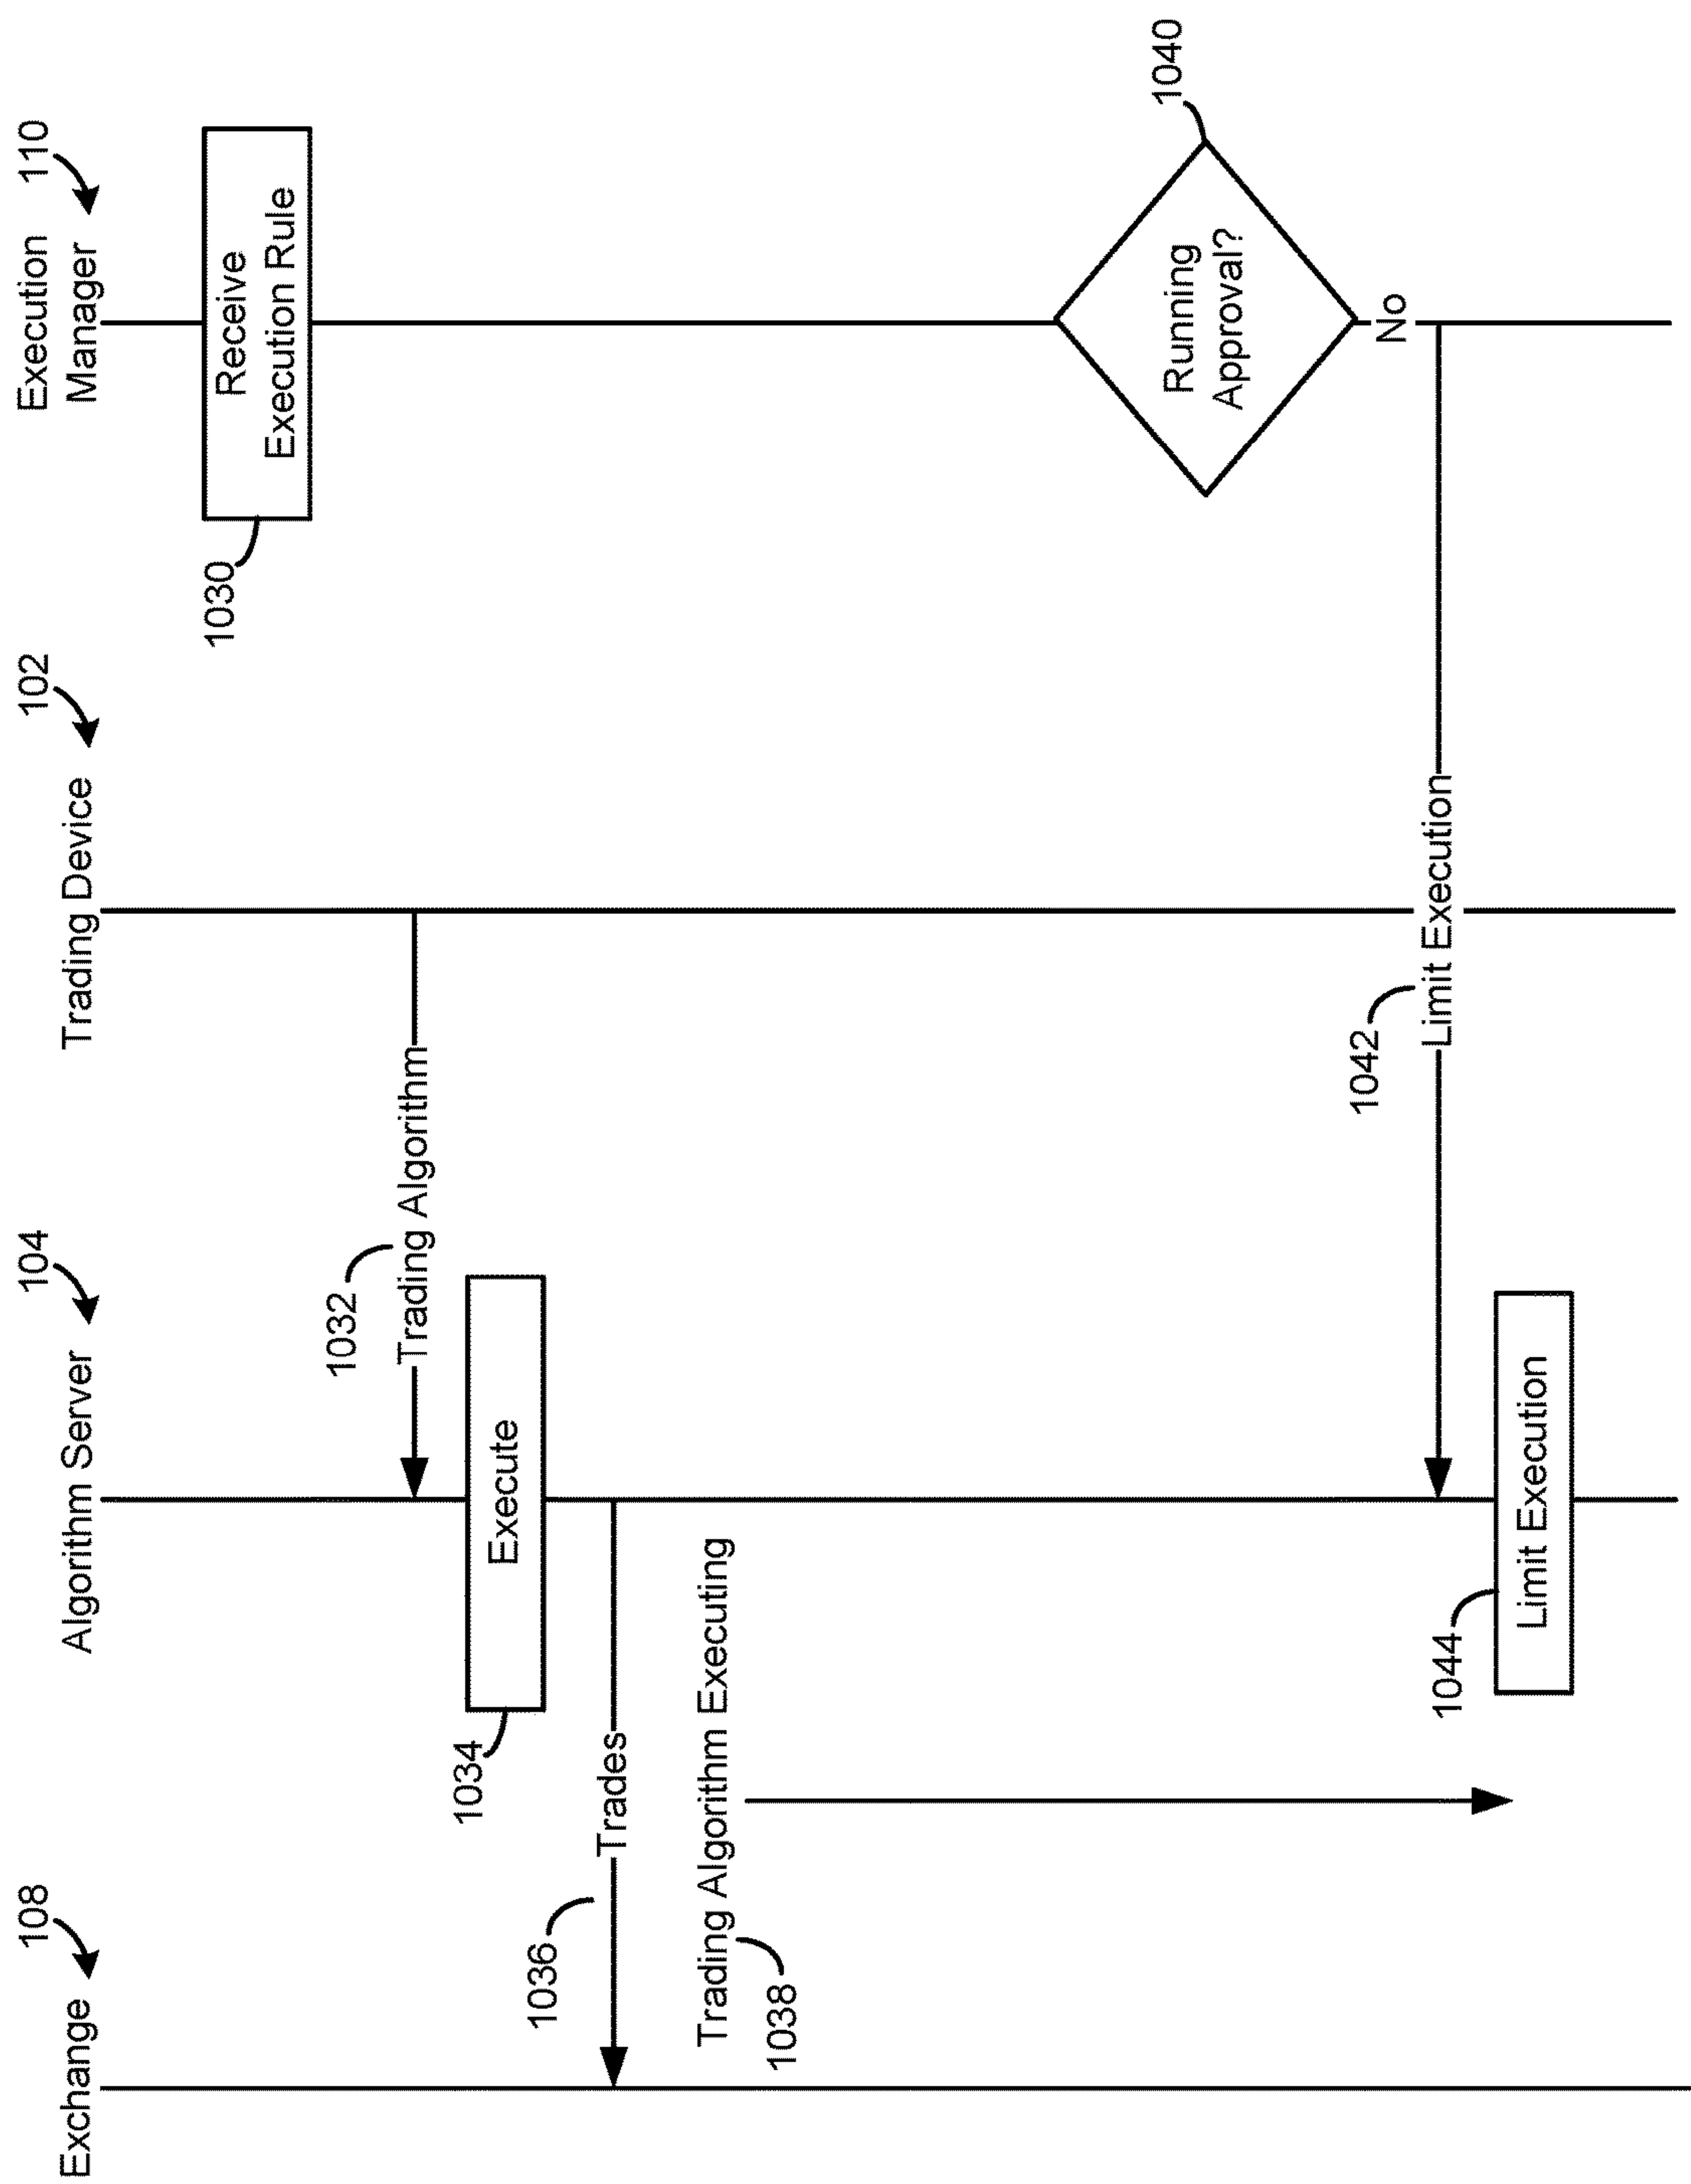 Exchange
108
Algorithm Server
104
Trading Device
102
Execution
Manager
110
Receive
Execution Rule
1030
1032
Trading Algorithm
Execute
1034
1036
Trades
Trading Algorithm Executing
1038
Running
Approval?
1040
No
1042
Limit Execution
1044
Limit Execution